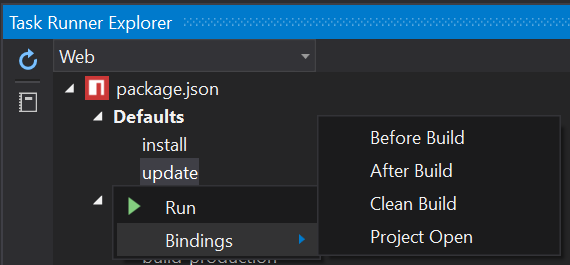 Task Runner Explorer
Web
package.json
Defaults
install
update
Run
Bindings
build-production
Before Build
After Build
Clean Build
Project Open